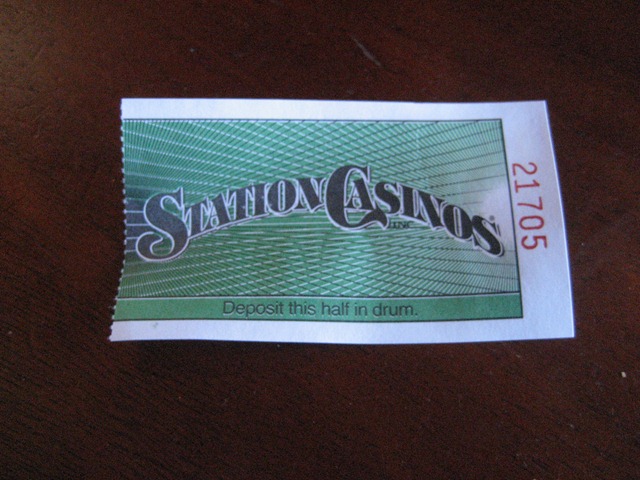 STATION CASINOS
INC
Deposit this half in drum.
21705